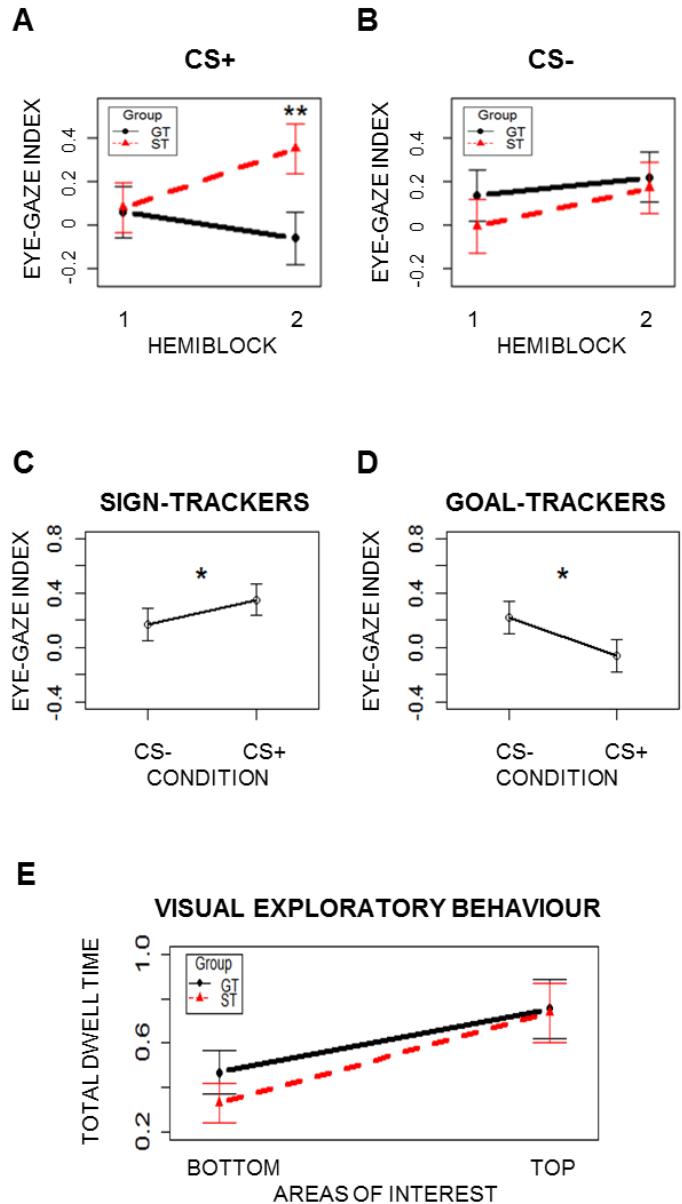 A
CS+
EYE-GAZE INDEX
0.4
0.2
0
-0.2
Group
GT
ST
**
1 2
HEMIBLOCK
B
CS-
EYE-GAZE INDEX
0.4
0.2
0
-0.2
Group
GT
ST
1 2
HEMIBLOCK
C
SIGN-TRACKERS
EYE-GAZE INDEX
0.8
0.4
0.0
-0.4
*
CS- CS+
CONDITION
D
GOAL-TRACKERS
EYE-GAZE INDEX
0.8
0.4
0.0
-0.4
*
CS- CS+
CONDITION
E
VISUAL EXPLORATORY BEHAVIOUR
TOTAL DWELL TIME
1.0
0.6
0.2
Group
GT
ST
BOTTOM TOP
AREAS OF INTEREST